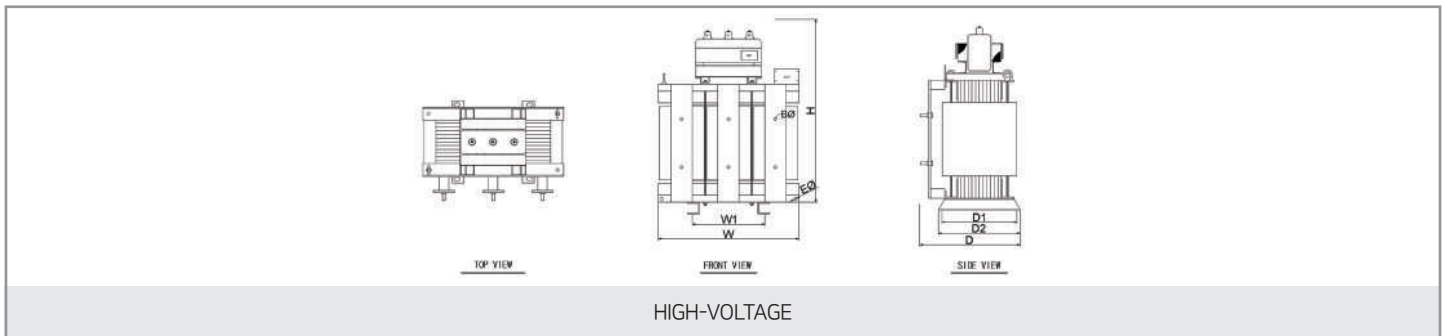 H
BØ
EØ
W1
W
D1
D2
D
TOP VIEW
FRONT VIEW
SIDE VIEW
HIGH-VOLTAGE